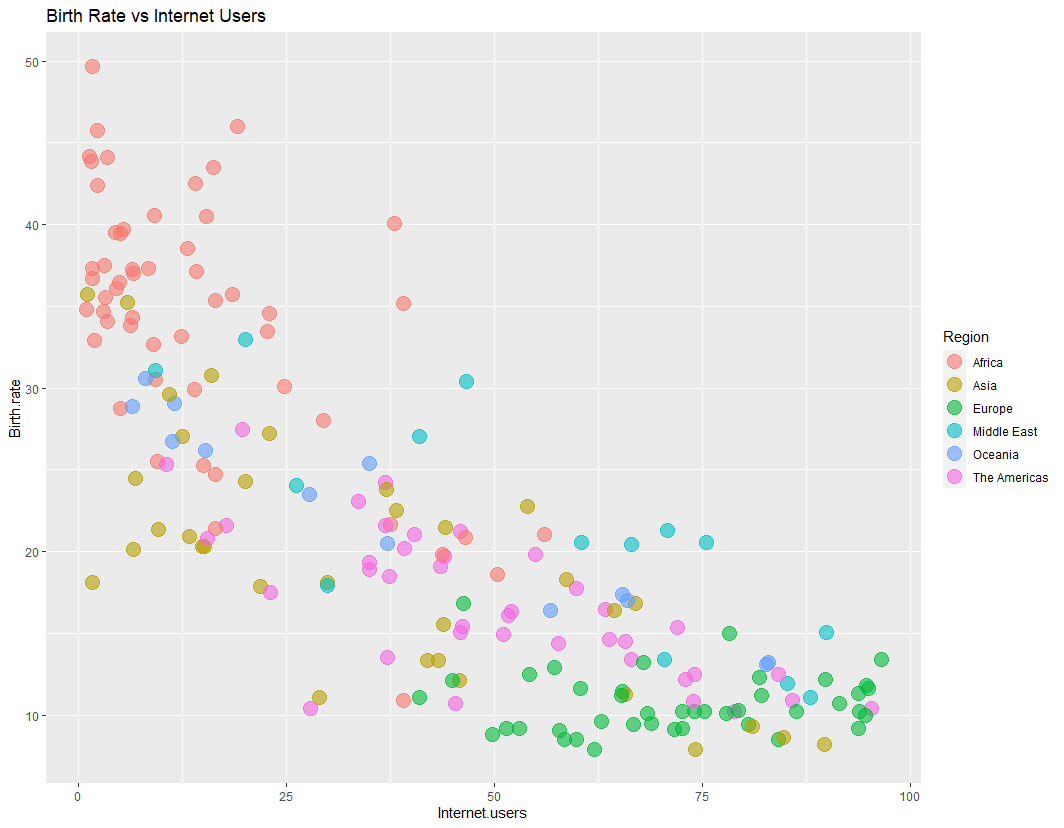 Birth Rate vs Internet Users
50
40
30
20
10
Birth.rate
0
25
50
75
100
Internet.users
Region
Africa
Asia
Europe
Middle East
Oceania
The Americas